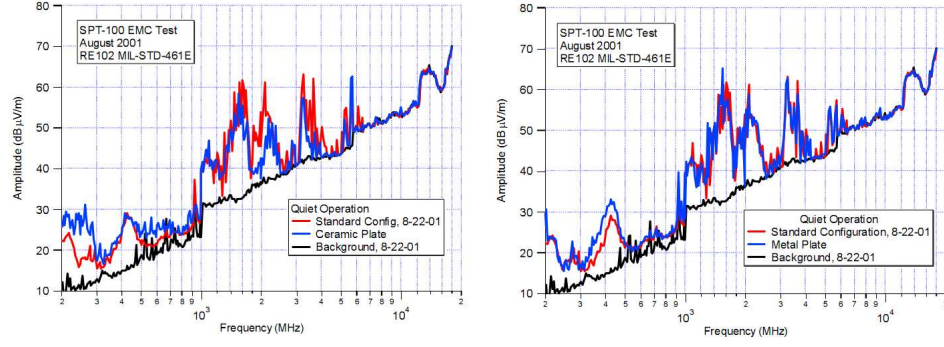 70
60
50
40
30
20
10
Amplitude (dB µV/m)
SPT-100 EMC Test
August 2001
RE102 MIL-STD-461E
Quiet Operation
Standard Config, 8-22-01
Ceramic Plate
Background, 8-22-01
2 3 4 5 6 7 8 9 10³ 2 3 4 5 6 7 8 9 10⁴ 2
Frequency (MHz)
70
60
50
40
30
20
10
Amplitude (dB µV/m)
SPT-100 EMC Test
August 2001
RE102 MIL-STD-461E
Quiet Operation
Standard Configuration, 8-22-01
Metal Plate
Background, 8-22-01
2 3 4 5 6 7 8 9 10³ 2 3 4 5 6 7 8 9 10⁴
Frequency (MHz)